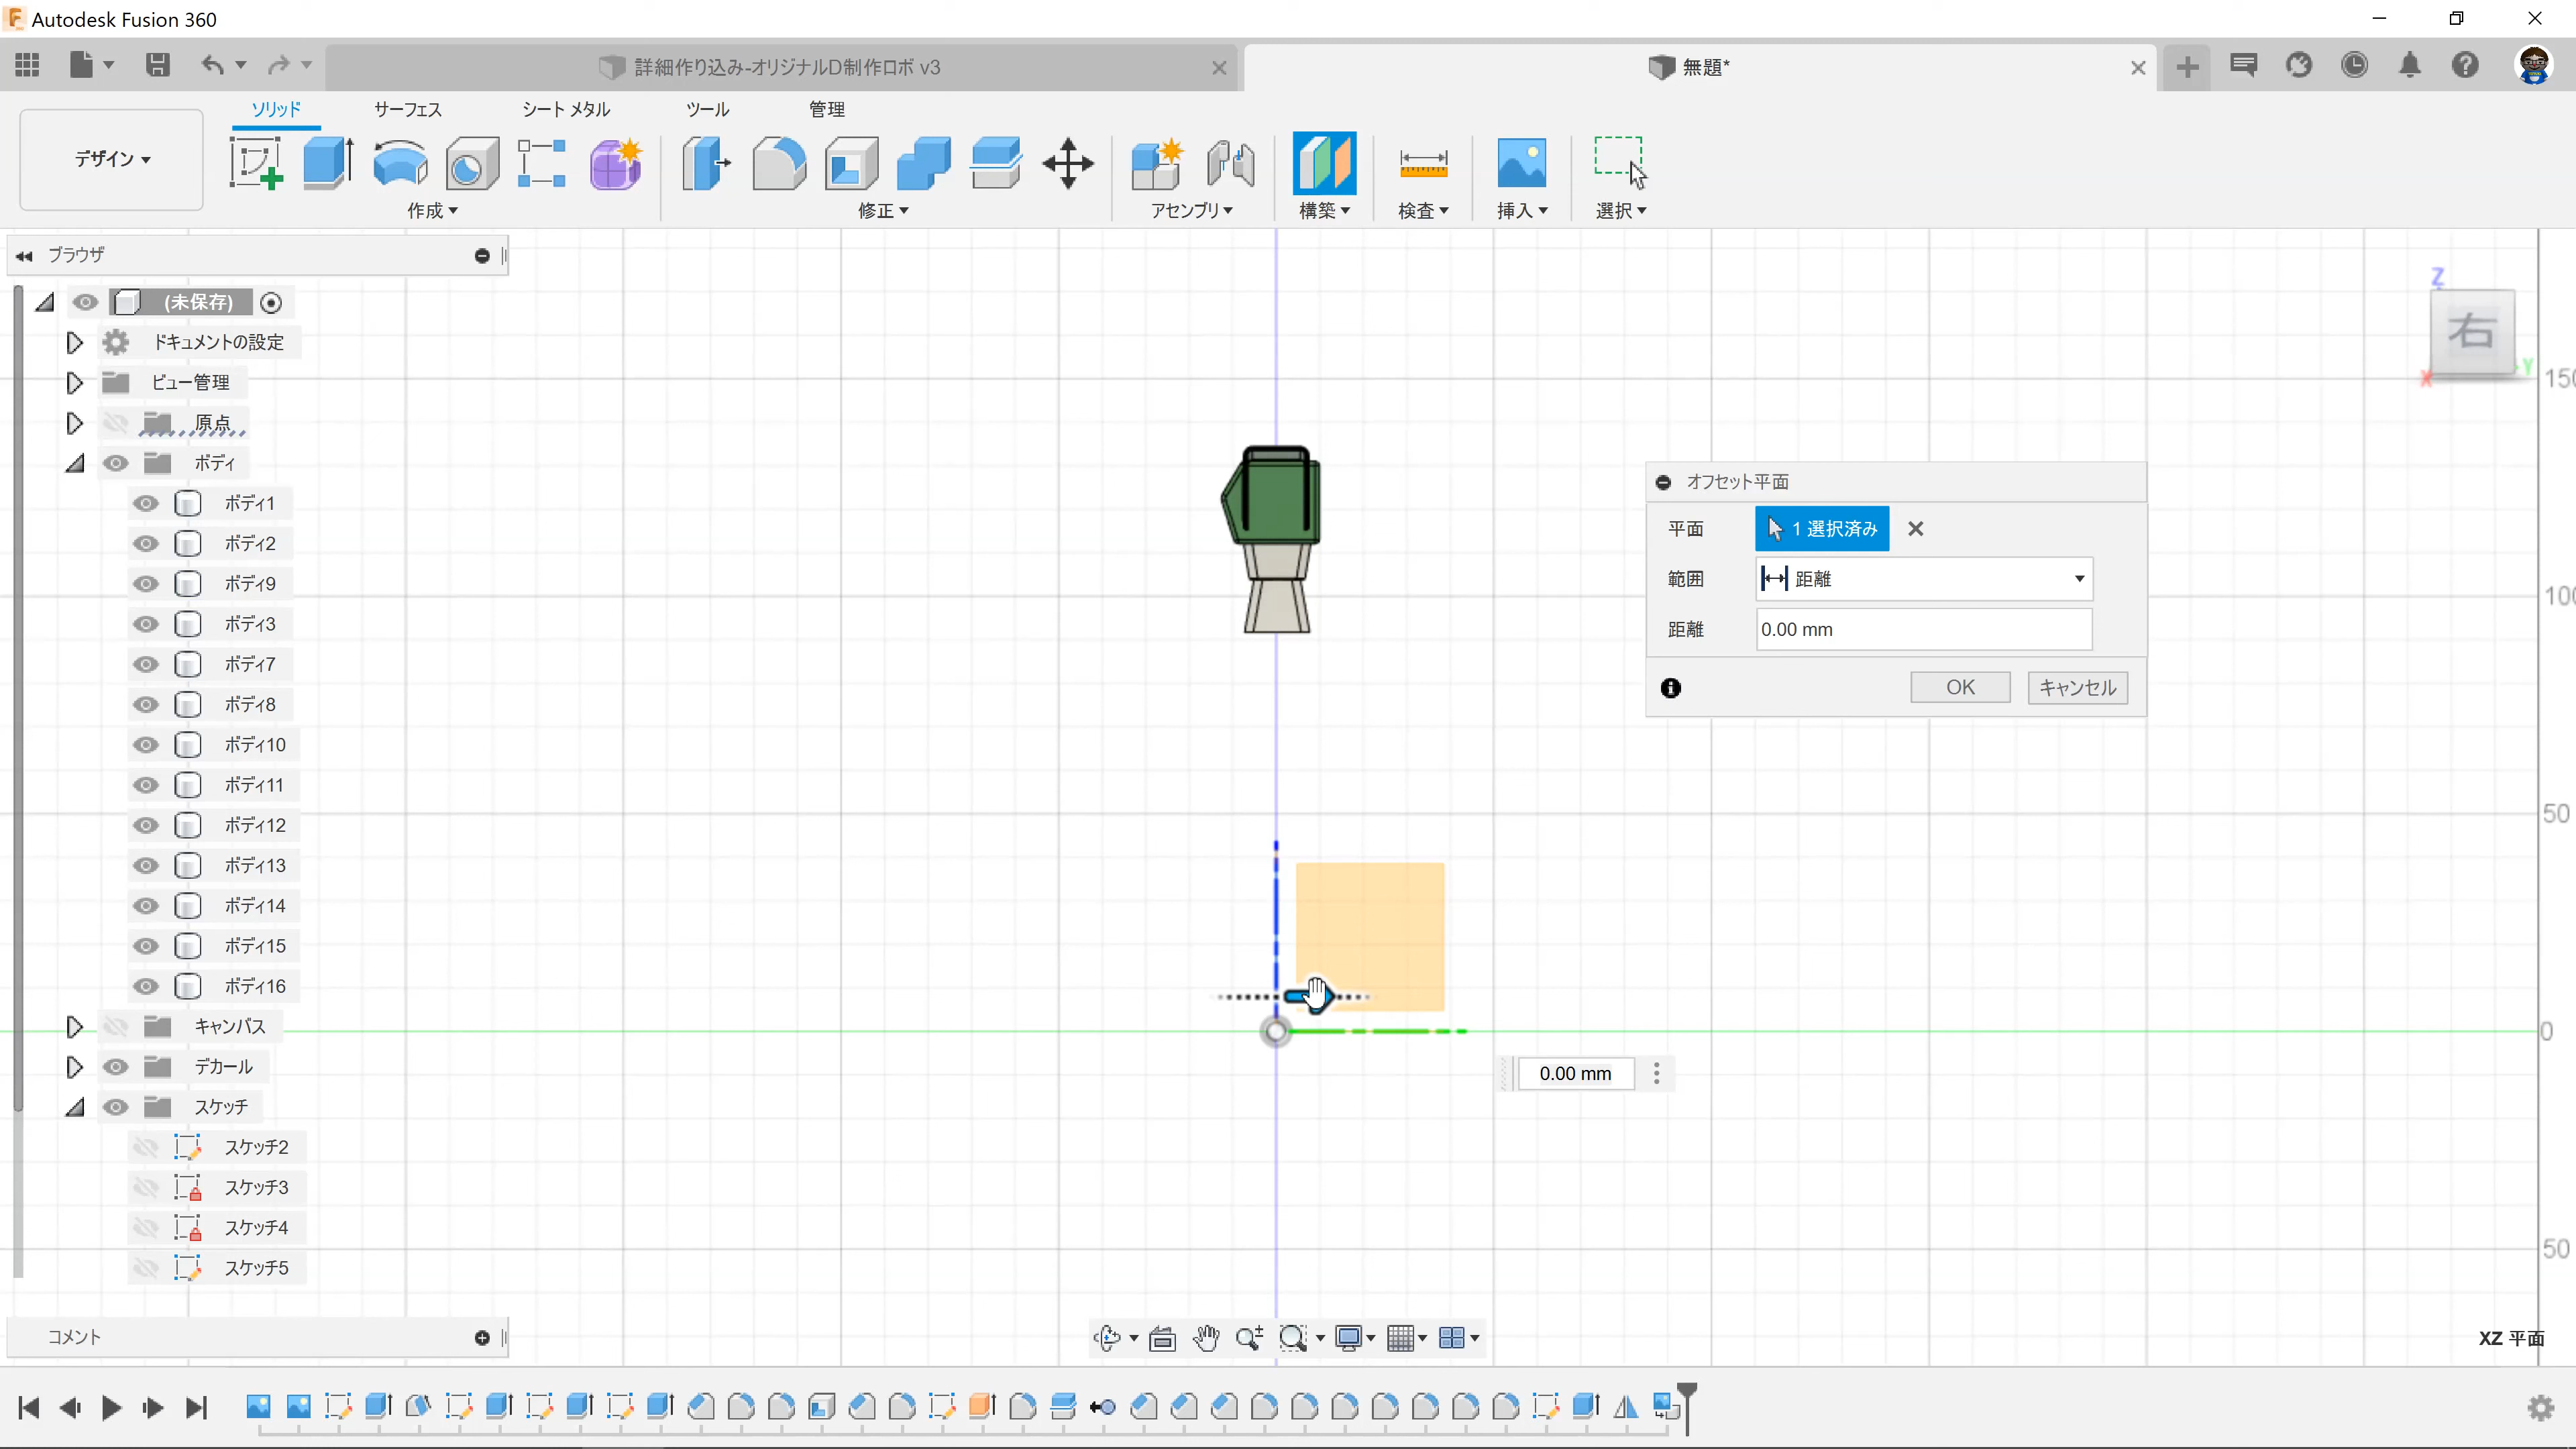 Autodesk Fusion 360
詳細作り込み-オリジナルD制作ロボ v3
無題*
デザイン
ソリッド
サーフェス
シート メタル
ツール
管理
作成
修正
アセンブリ
構築
検査
挿入
選択
ブラウザ
(未保存)
ドキュメントの設定
ビュー管理
原点
ボディ
ボディ1
ボディ2
ボディ9
ボディ3
ボディ7
ボディ8
ボディ10
ボディ11
ボディ12
ボディ13
ボディ14
ボディ15
ボディ16
キャンバス
デカール
スケッチ
スケッチ2
スケッチ3
スケッチ4
スケッチ5
コメント
Z
右
Y
X
150
100
50
0
50
オフセット平面
平面
1 選択済み
範囲
距離
距離
0.00 mm
OK
キャンセル
0.00 mm
XZ 平面